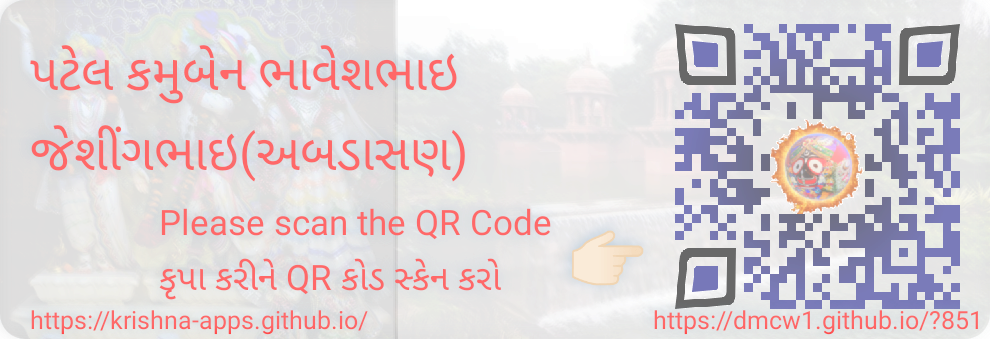 પટેલ કમુબેન ભાવેશભાઇ
જેશીંગભાઇ(અબડાસણ)
Please scan the QR Code
કૃપા કરીને QR કોડ સ્કેન કરો
https://krishna-apps.github.io/
https://dmcw1.github.io/?851